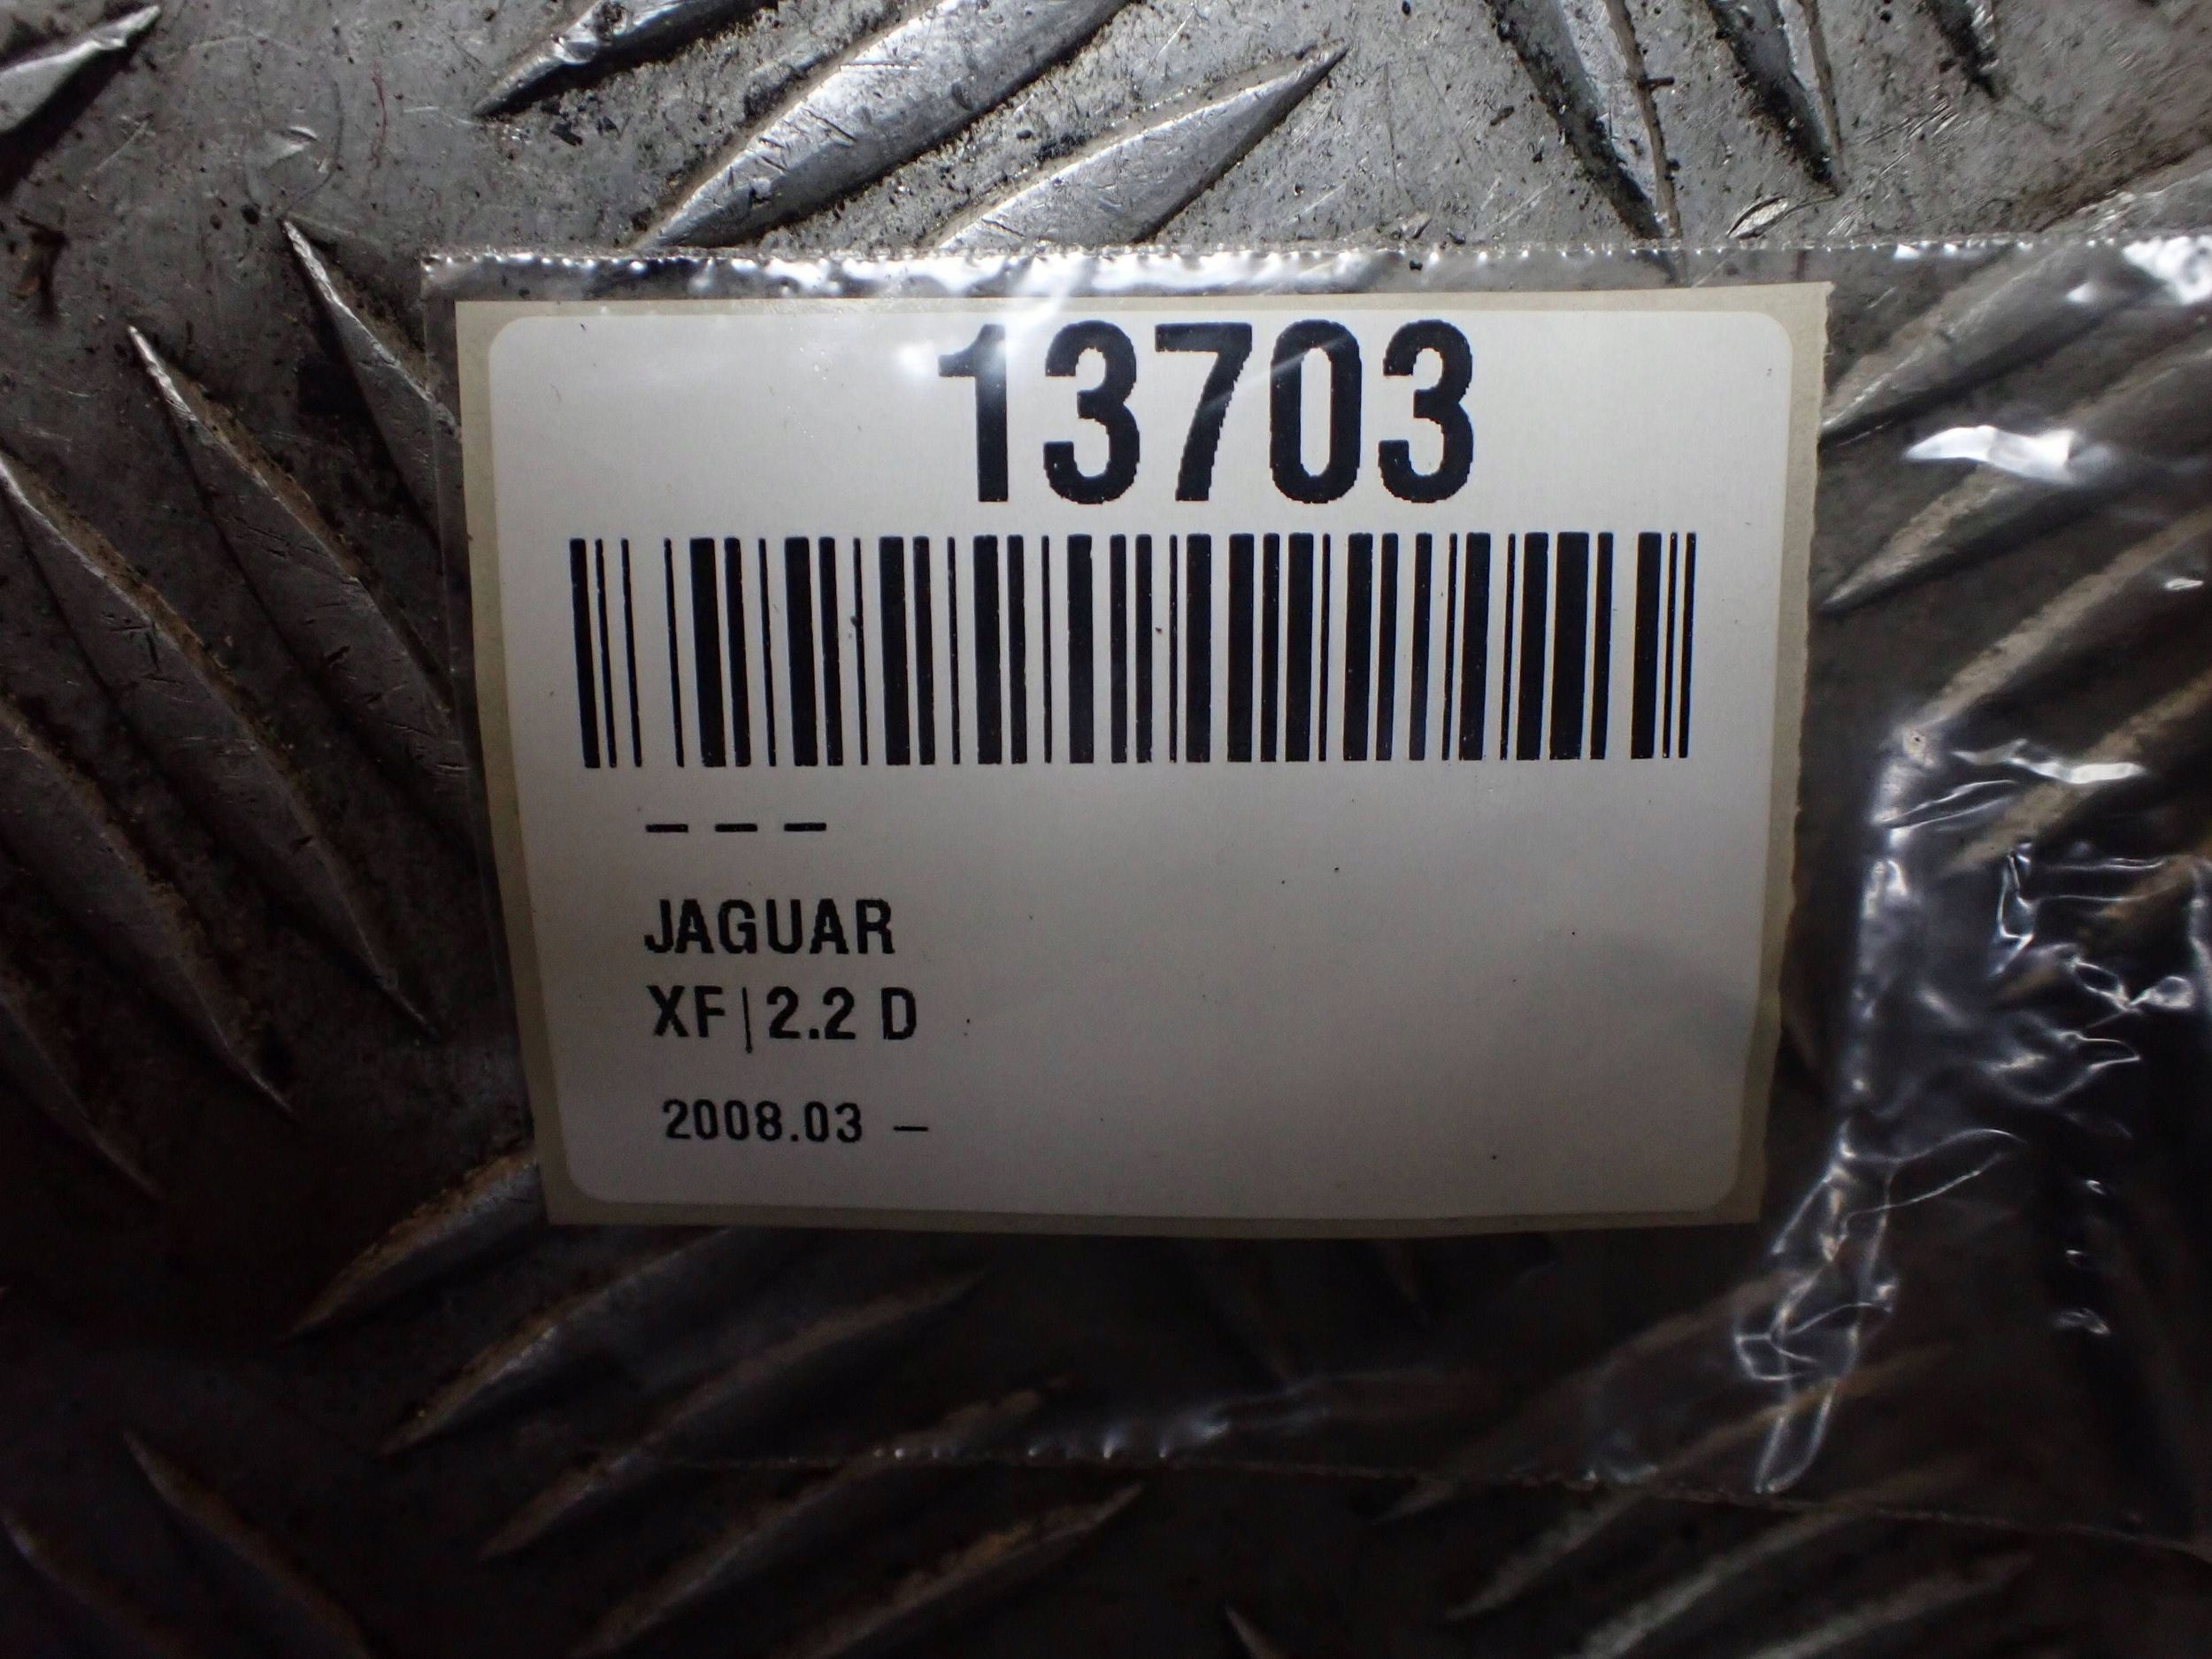 13703
– – –
JAGUAR
XF|2.2 D
2008.03 –